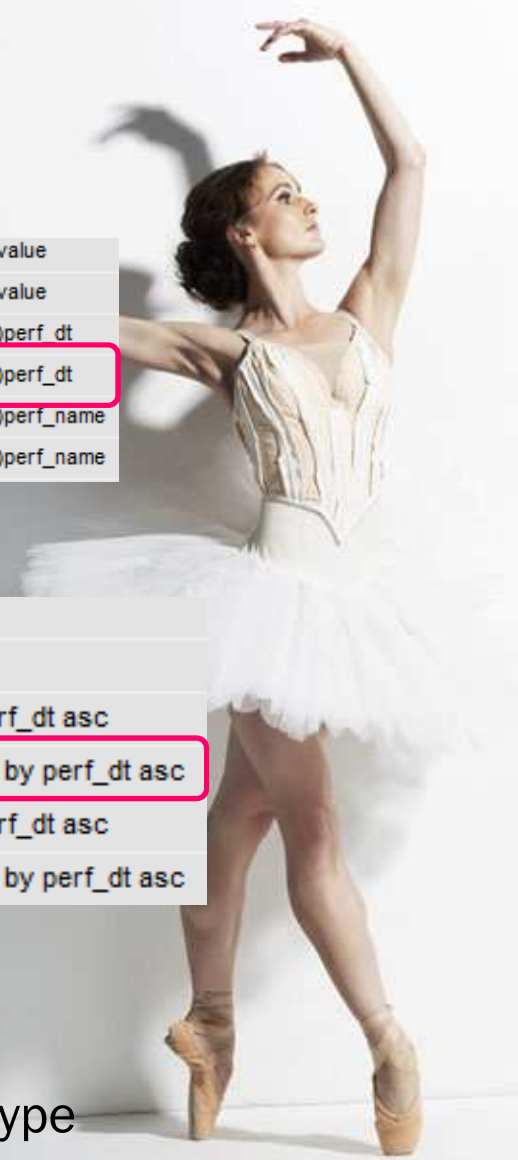 value
value
)perf_dt
)perf_dt
)perf_name
)perf_name
rf_dt asc
by perf_dt asc
rf_dt asc
by perf_dt asc
ype